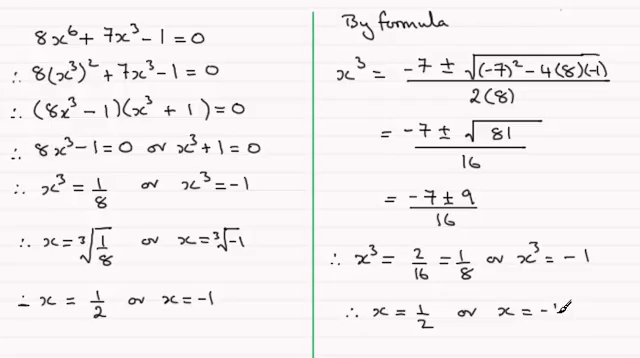 8x⁶ + 7x³ - 1 = 0
∴ 8(x³)² + 7x³ - 1 = 0
∴ (8x³ - 1)(x³ + 1) = 0
∴ 8x³ - 1 = 0 or x³ + 1 = 0
∴ x³ = 1/8 or x³ = -1
∴ x = ∛(1/8) or x = ∛-1
∴ x = 1/2 or x = -1
By formula
x³ = (-7 ± √((-7)² - 4(8)(-1))) / 2(8)
= (-7 ± √81) / 16
= (-7 ± 9) / 16
∴ x³ = 2/16 = 1/8 or x³ = -1
∴ x = 1/2 or x = -